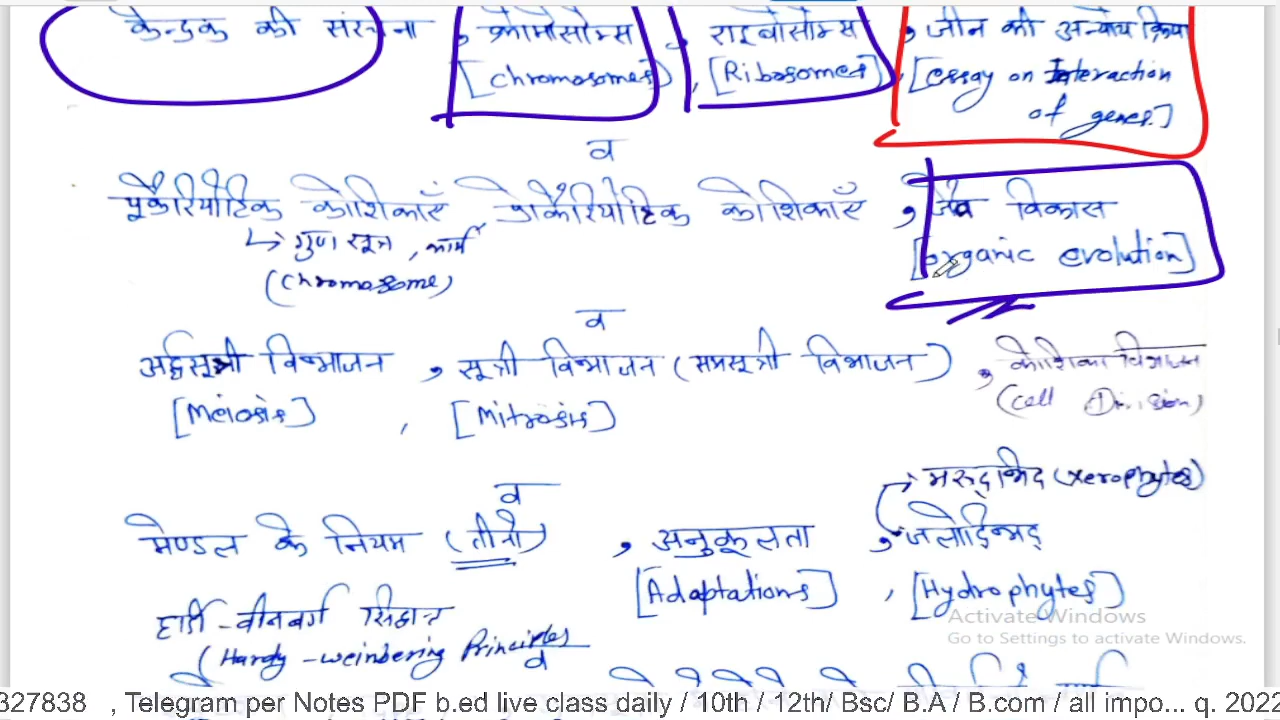 केन्द्रक की संरचना , क्रोमोसोम्स , राइबोसोम्स , जीन की अन्योय क्रिया
[chromosomes] , [Ribosomes] , [essay on Interaction
of genes.]
व
यूकैरियोटिक कोशिकाएँ , प्रोकैरियोटिक कोशिकाएँ , जैव विकास
↳ गुण सूत्र , कार्य [organic evolution]
(chromosome)
व
अर्द्धसूत्री विभाजन , सूत्री विभाजन (समसूत्री विभाजन) , कोशिका विभाजन
[Meiosis] , [Mitrosis] (cell Division)
व
→ मरुद्भिद (xerophytes)
मेण्डल के नियम (तीनो) , अनुकूलता , जलोद्भिद्
[Adaptations] , [Hydrophytes]
हार्डी - वीनबर्ग सिद्धान्त
(Hardy - weinbering Principles
व
Activate Windows
Go to Settings to activate Windows.
327838 , Telegram per Notes PDF b.ed live class daily / 10th / 12th/ Bsc/ B.A / B.com / all impo... q. 2022